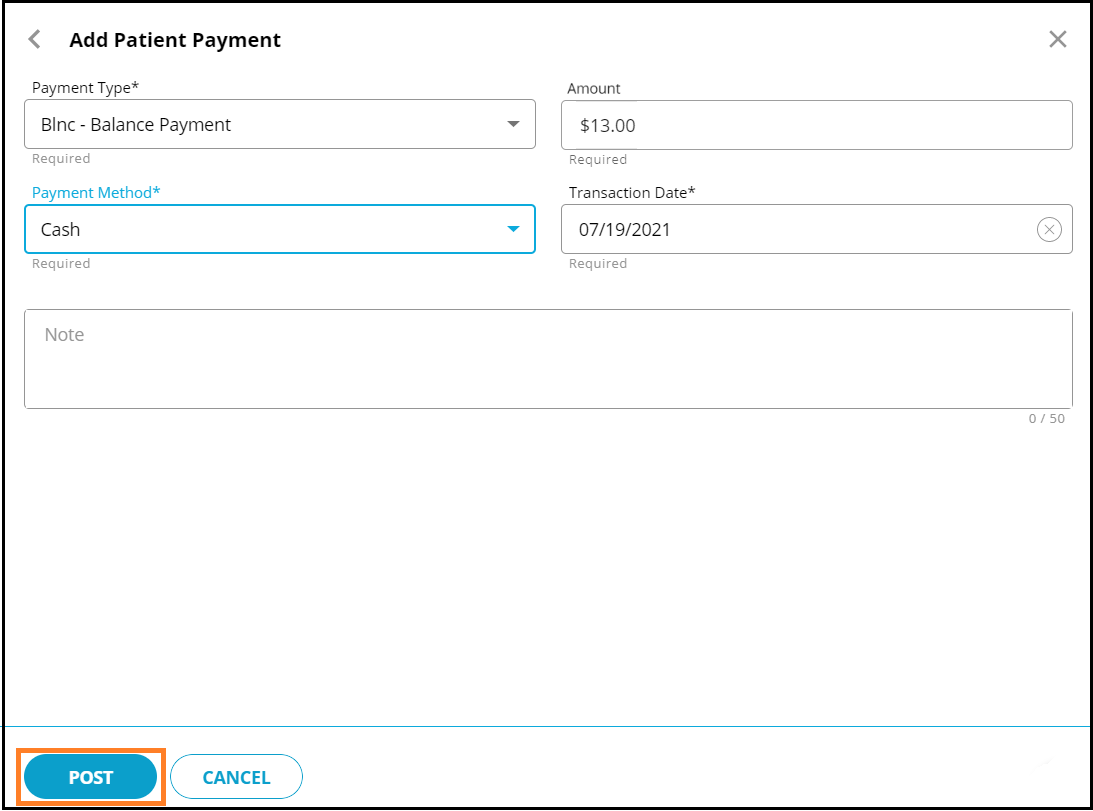 Add Patient Payment
Payment Type*
Amount
Blnc - Balance Payment
$13.00
Required
Required
Payment Method*
Transaction Date*
Cash
07/19/2021
Required
Required
Note
0 / 50
POST
CANCEL